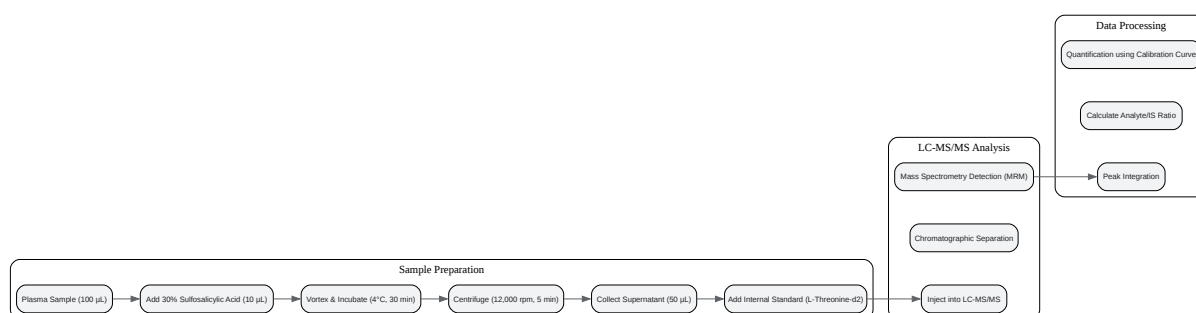 Data Processing
Quantification using Calibration Curve
Calculate Analyte/IS Ratio
LC-MS/MS Analysis
Mass Spectrometry Detection (MRM)
Peak Integration
Chromatographic Separation
Sample Preparation
Plasma Sample (100 µL)
Add 30% Sulfosalicylic Acid (10 µL)
Vortex & Incubate (4°C, 30 min)
Centrifuge (12,000 rpm, 5 min)
Collect Supernatant (50 µL)
Add Internal Standard (L-Threonine-d2)
Inject into LC-MS/MS